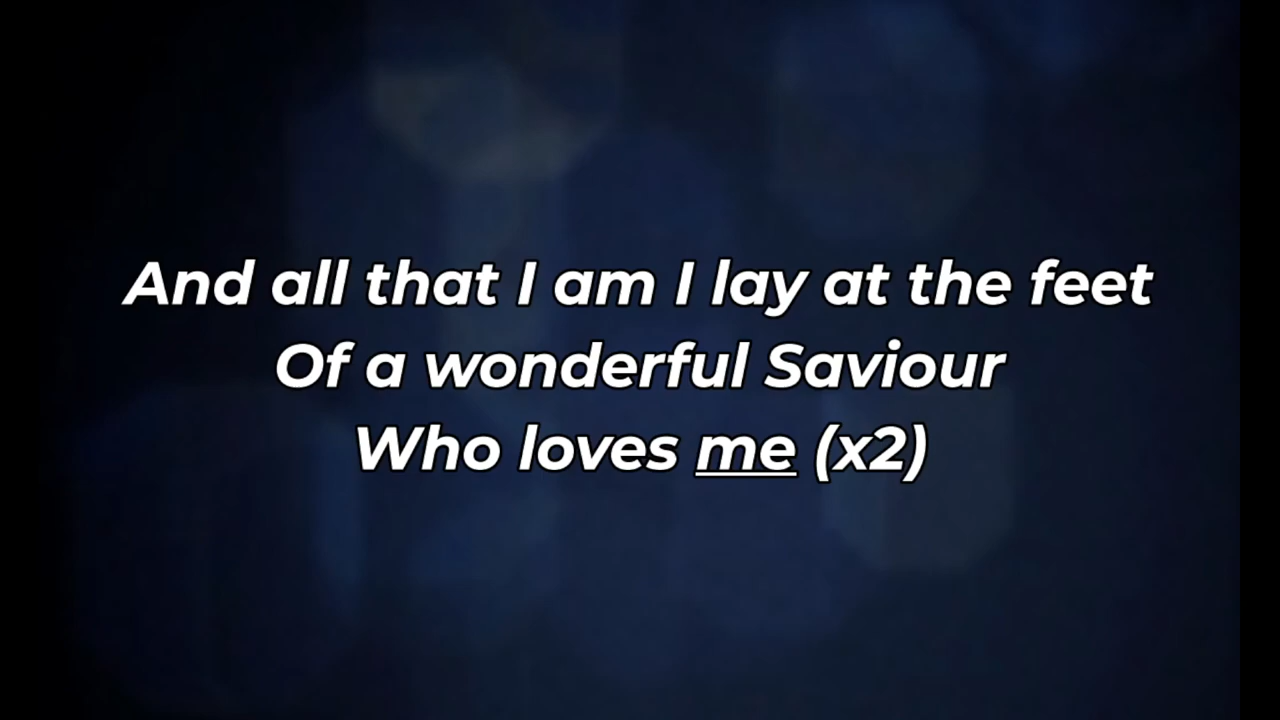 And all that I am I lay at the feet
Of a wonderful Saviour
Who loves me (x2)